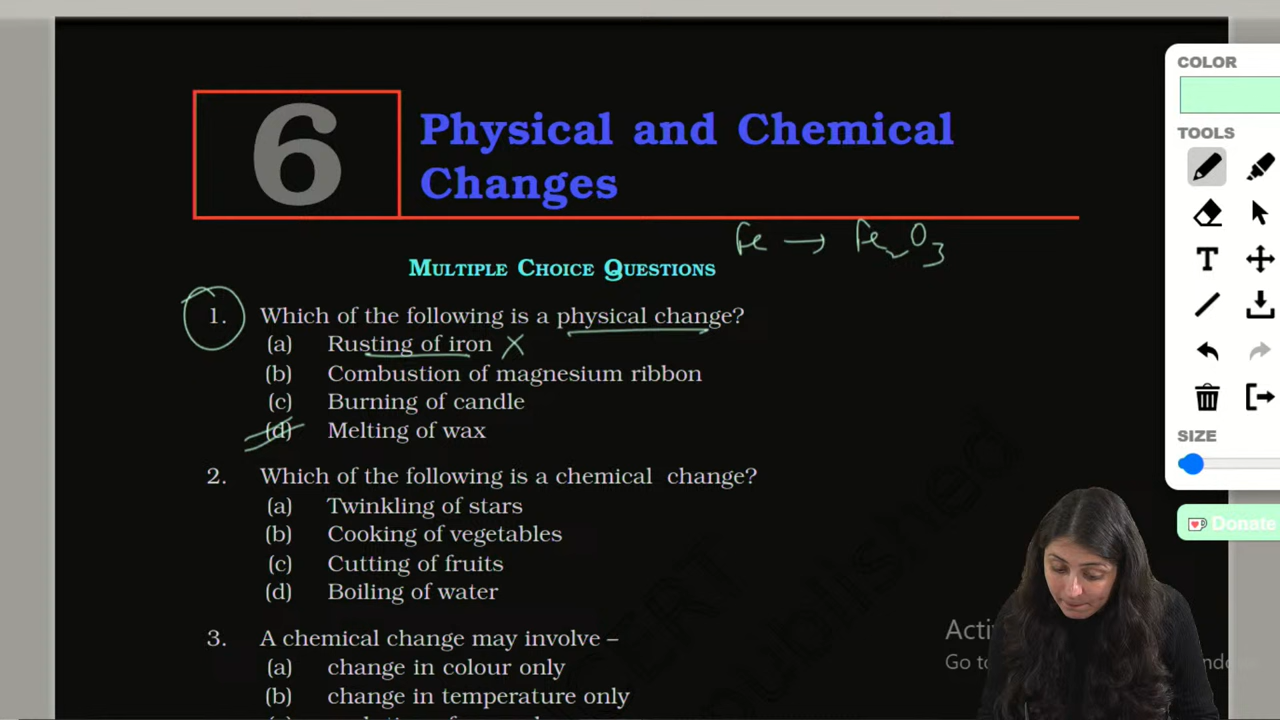 6
Physical and Chemical
Changes
Fe → Fe2O3
MULTIPLE CHOICE QUESTIONS
1. Which of the following is a physical change?
(a) Rusting of iron X
(b) Combustion of magnesium ribbon
(c) Burning of candle
(d) Melting of wax
2. Which of the following is a chemical change?
(a) Twinkling of stars
(b) Cooking of vegetables
(c) Cutting of fruits
(d) Boiling of water
3. A chemical change may involve –
(a) change in colour only
(b) change in temperature only
COLOR
TOOLS
T
SIZE
Donate
Go to